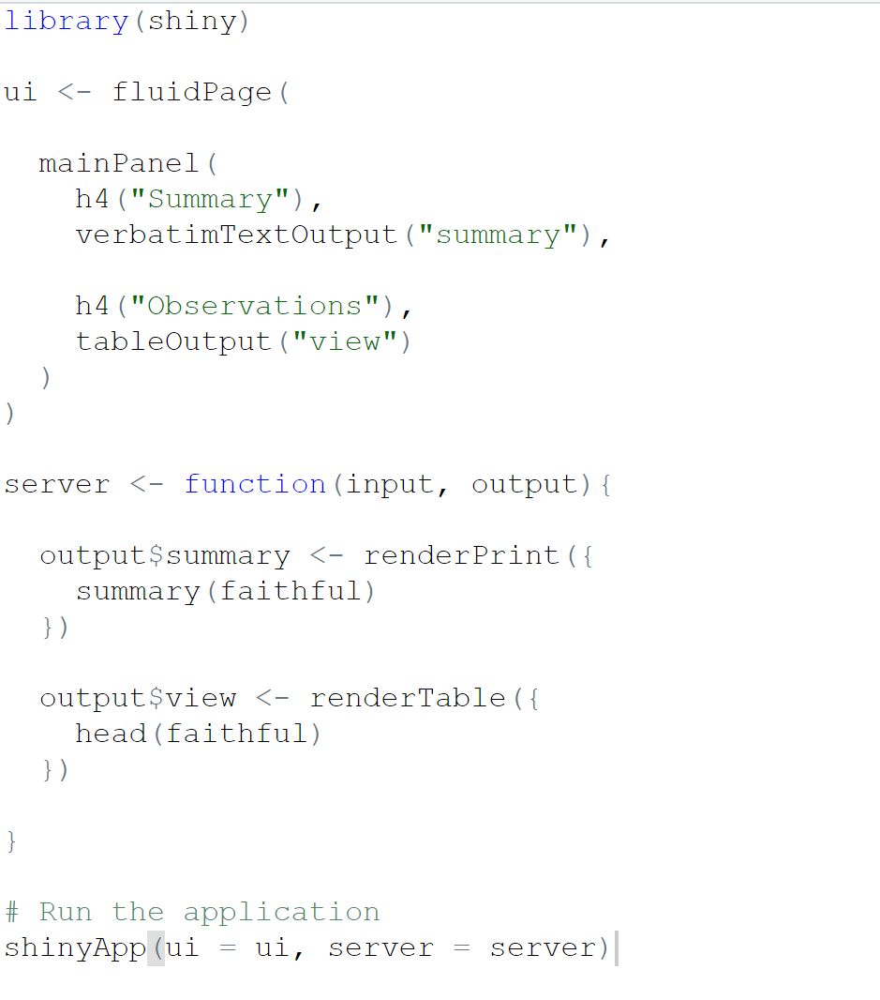 library(shiny)
ui <- fluidPage(
  mainPanel(
    h4("Summary"),
    verbatimTextOutput("summary"),
    h4("Observations"),
    tableOutput("view")
  )
)
server <- function(input, output){
  output$summary <- renderPrint({
    summary(faithful)
  })
  output$view <- renderTable({
    head(faithful)
  })
}
# Run the application
shinyApp(ui = ui, server = server)